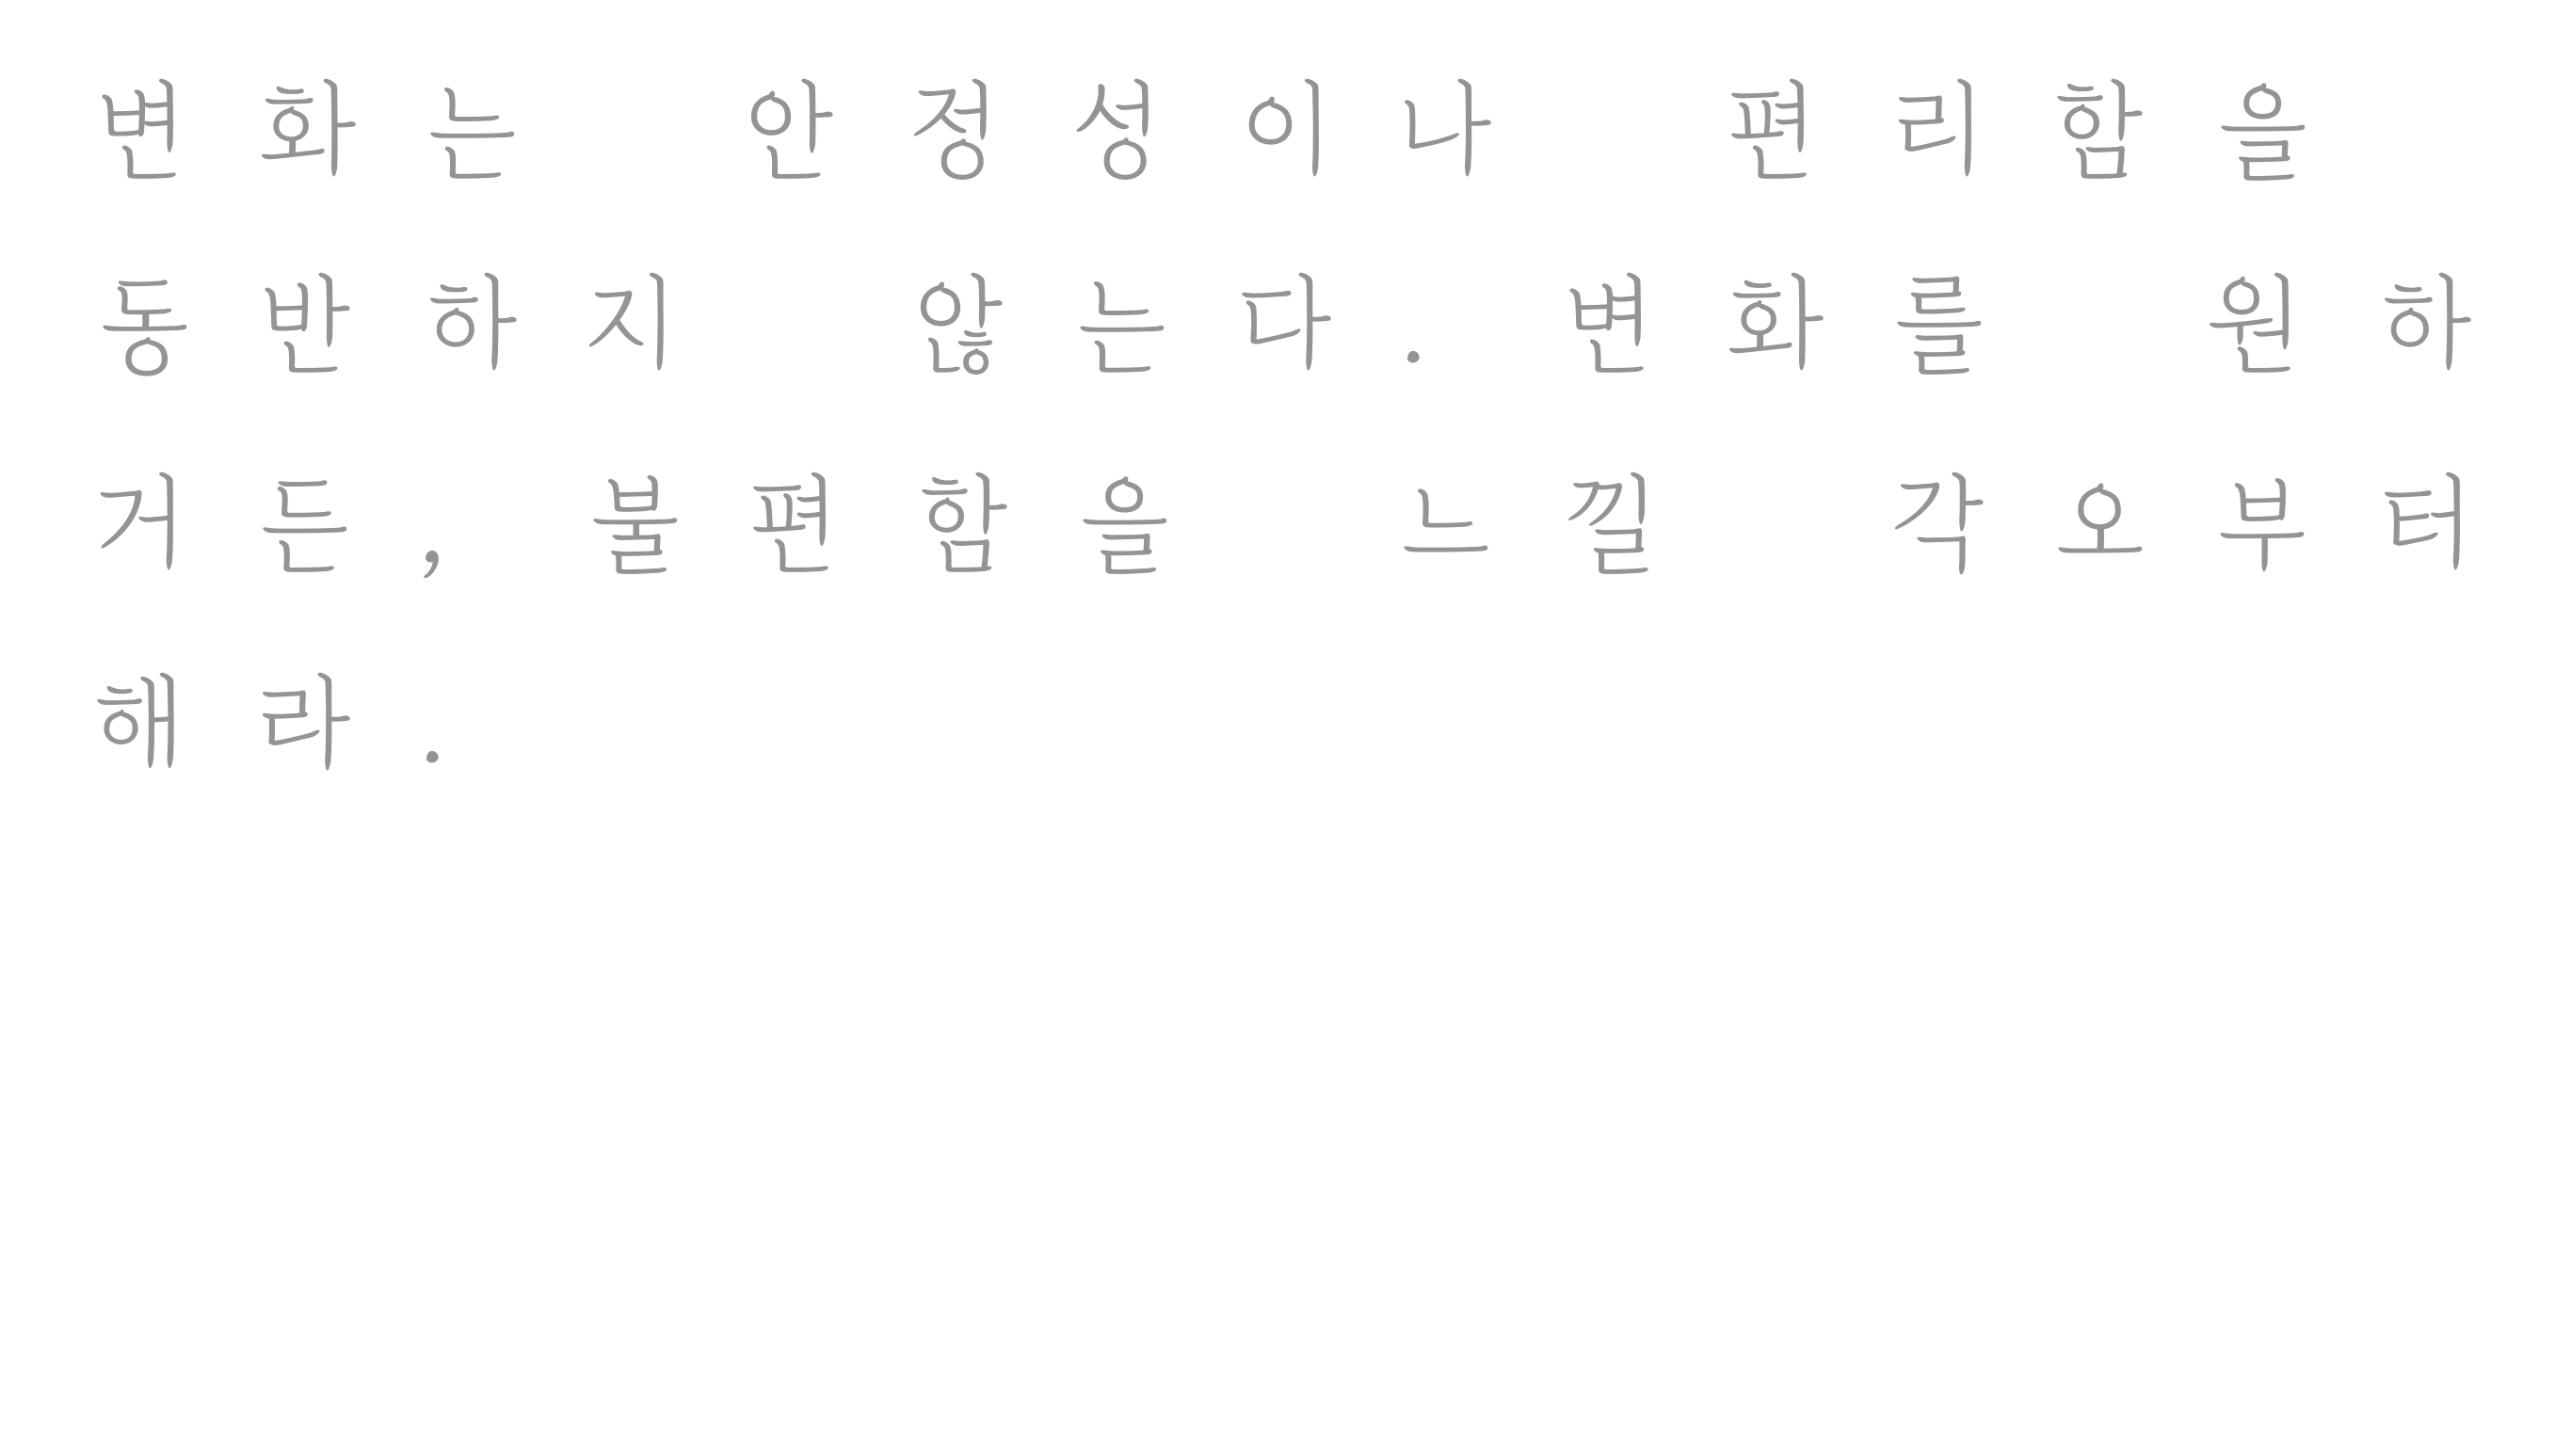 변화는 안정성이나 편리함을
동반하지 않는다. 변화를 원하
거든, 불편함을 느낄 각오부터
해라.